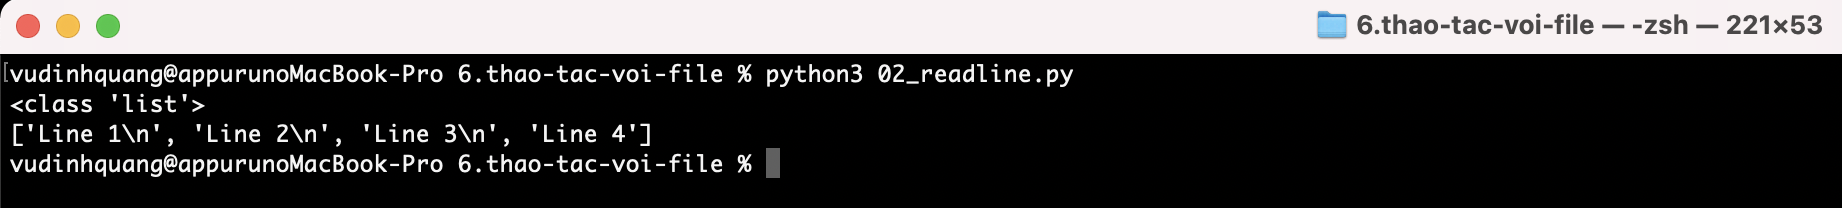 6.thao-tac-voi-file — -zsh — 221×53
[vudinhquang@appurunoMacBook-Pro 6.thao-tac-voi-file % python3 02_readline.py
<class 'list'>
['Line 1\n', 'Line 2\n', 'Line 3\n', 'Line 4']
vudinhquang@appurunoMacBook-Pro 6.thao-tac-voi-file %